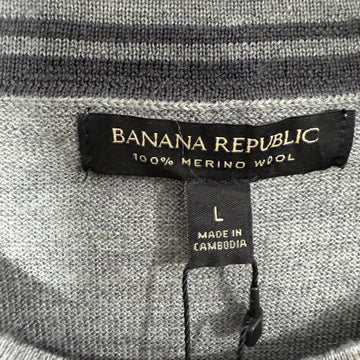 BANANA REPUBLIC
100% MERINO WOOL
L
MADE IN
CAMBODIA